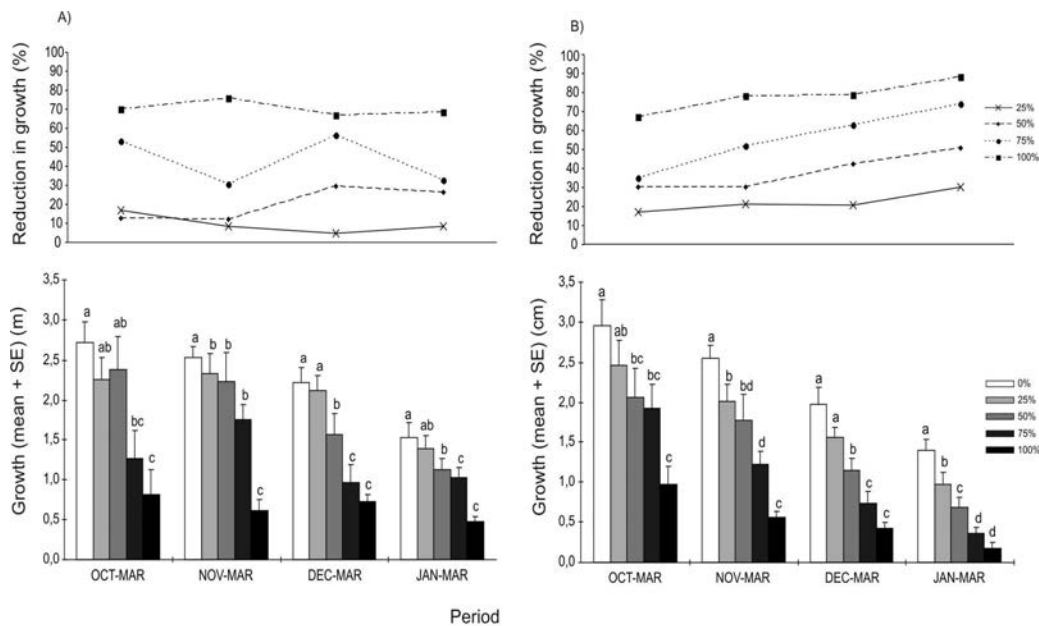 A)
Reduction in growth (%)
100
90
80
70
60
50
40
30
20
10
0
B)
Reduction in growth (%)
100
90
80
70
60
50
40
30
20
10
0
25%
50%
75%
100%
Growth (mean + SE) (m)
3,5
3,0
2,5
2,0
1,5
1,0
0,5
0,0
a
ab
ab
bc
c
a
b
b
b
c
a
a
b
c
c
a
ab
b
c
c
OCT-MAR
NOV-MAR
DEC-MAR
JAN-MAR
Growth (mean + SE) (cm)
3,5
3,0
2,5
2,0
1,5
1,0
0,5
0,0
a
ab
bc
bc
c
a
b
bd
d
c
a
a
b
c
c
a
b
c
d
d
OCT-MAR
NOV-MAR
DEC-MAR
JAN-MAR
0%
25%
50%
75%
100%
Period